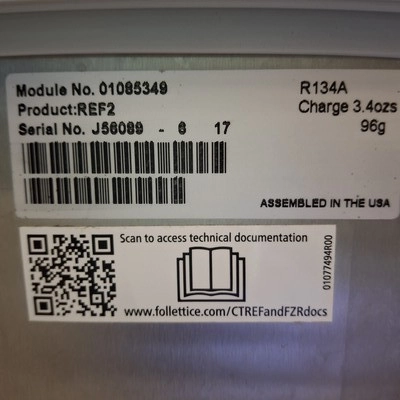 Module No. 01085349
Product:REF2
Serial No. J56089 - 6 17
R134A
Charge 3.4ozs
96g
ASSEMBLED IN THE USA
Scan to access technical documentation
www.follettice.com/CTREFandFZRdocs
01077494R00